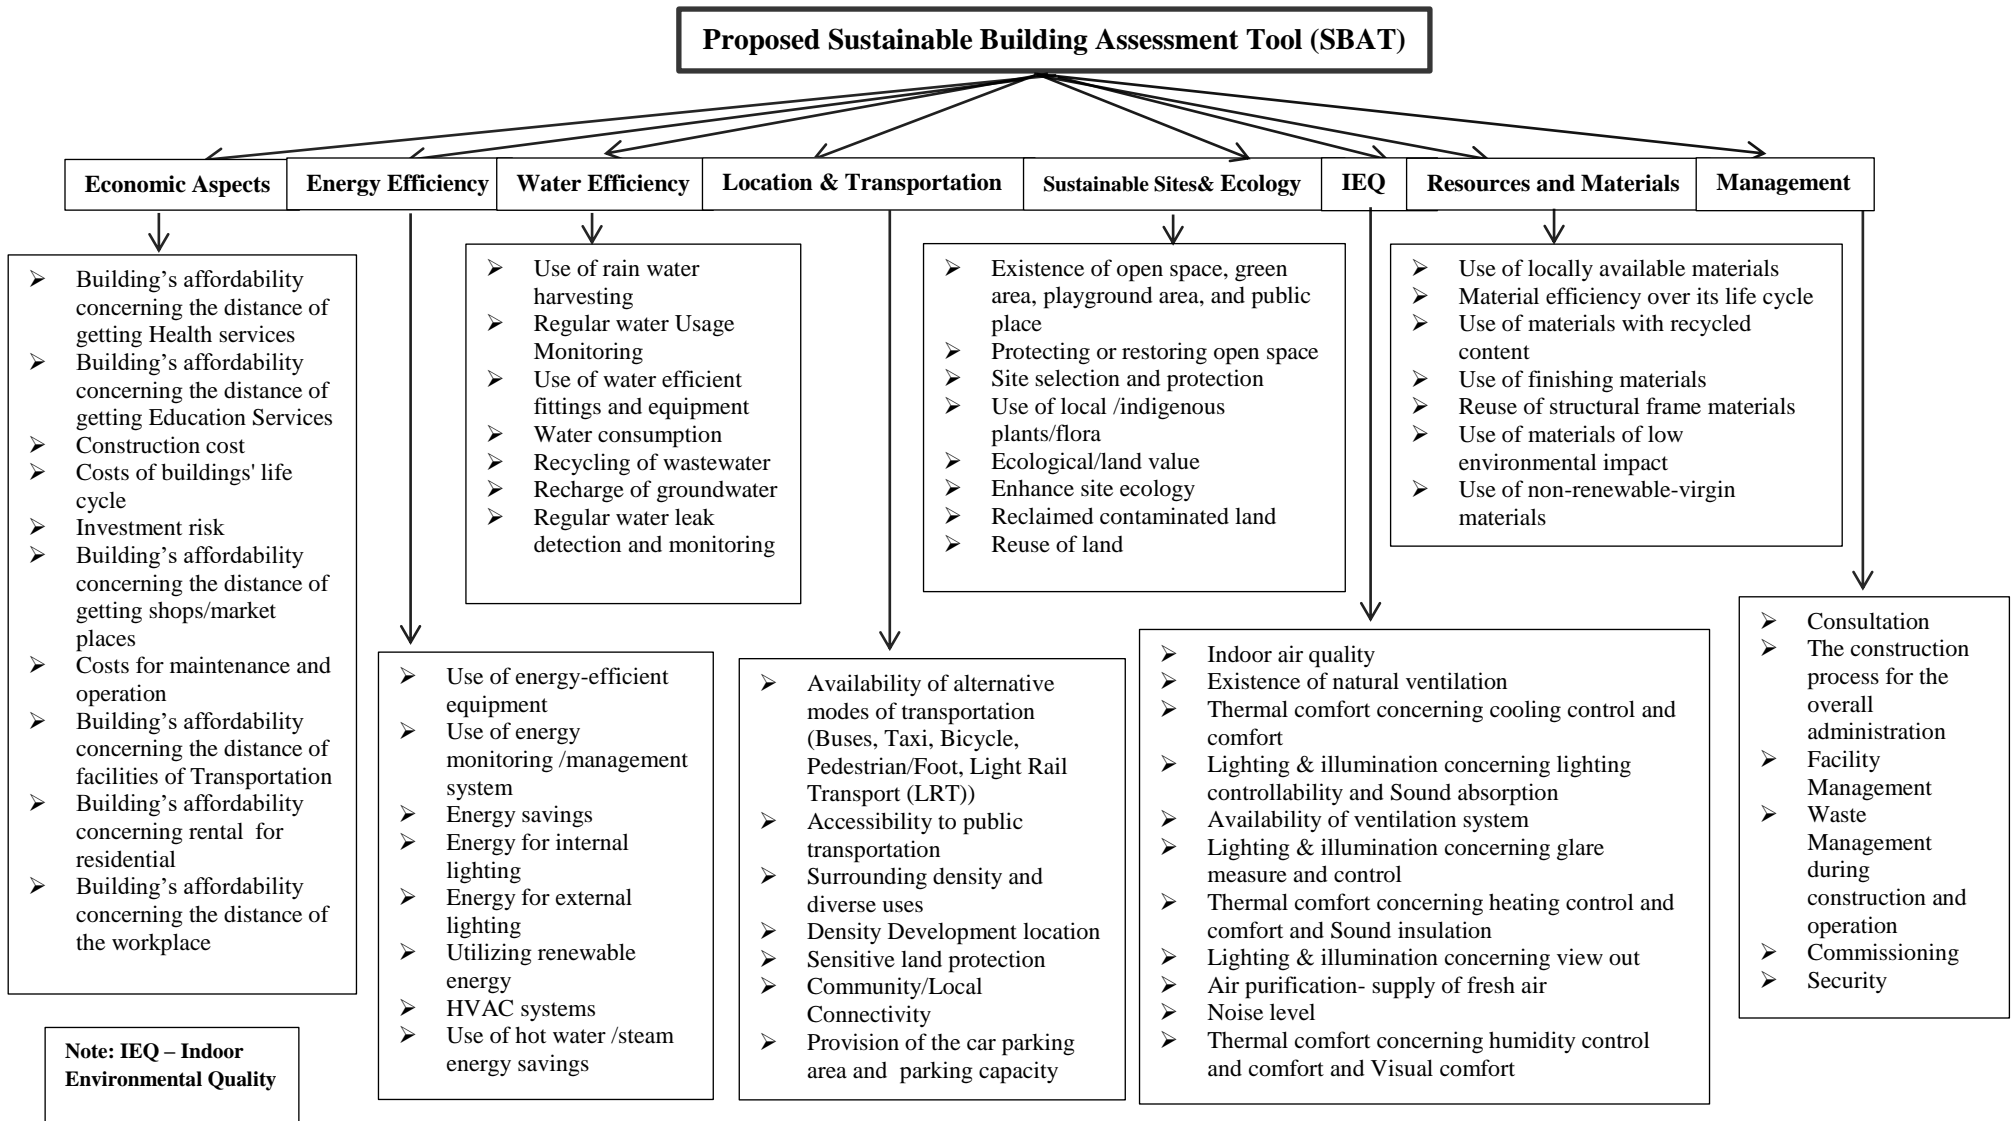 Proposed Sustainable Building Assessment Tool (SBAT)
Economic Aspects
Energy Efficiency
Water Efficiency
Location & Transportation
Sustainable Sites& Ecology
IEQ
Resources and Materials
Management
➢ Building’s affordability
concerning the distance of
getting Health services
➢ Building’s affordability
concerning the distance of
getting Education Services
➢ Construction cost
➢ Costs of buildings' life
cycle
➢ Investment risk
➢ Building’s affordability
concerning the distance of
getting shops/market
places
➢ Costs for maintenance and
operation
➢ Building’s affordability
concerning the distance of
facilities of Transportation
➢ Building’s affordability
concerning rental for
residential
➢ Building’s affordability
concerning the distance of
the workplace
➢ Use of energy-efficient
equipment
➢ Use of energy
monitoring /management
system
➢ Energy savings
➢ Energy for internal
lighting
➢ Energy for external
lighting
➢ Utilizing renewable
energy
➢ HVAC systems
➢ Use of hot water /steam
energy savings
➢ Use of rain water
harvesting
➢ Regular water Usage
Monitoring
➢ Use of water efficient
fittings and equipment
➢ Water consumption
➢ Recycling of wastewater
➢ Recharge of groundwater
➢ Regular water leak
detection and monitoring
➢ Availability of alternative
modes of transportation
(Buses, Taxi, Bicycle,
Pedestrian/Foot, Light Rail
Transport (LRT))
➢ Accessibility to public
transportation
➢ Surrounding density and
diverse uses
➢ Density Development location
➢ Sensitive land protection
➢ Community/Local
Connectivity
➢ Provision of the car parking
area and parking capacity
➢ Existence of open space, green
area, playground area, and public
place
➢ Protecting or restoring open space
➢ Site selection and protection
➢ Use of local /indigenous
plants/flora
➢ Ecological/land value
➢ Enhance site ecology
➢ Reclaimed contaminated land
➢ Reuse of land
➢ Indoor air quality
➢ Existence of natural ventilation
➢ Thermal comfort concerning cooling control and
comfort
➢ Lighting & illumination concerning lighting
controllability and Sound absorption
➢ Availability of ventilation system
➢ Lighting & illumination concerning glare
measure and control
➢ Thermal comfort concerning heating control and
comfort and Sound insulation
➢ Lighting & illumination concerning view out
➢ Air purification- supply of fresh air
➢ Noise level
➢ Thermal comfort concerning humidity control
and comfort and Visual comfort
➢ Use of locally available materials
➢ Material efficiency over its life cycle
➢ Use of materials with recycled
content
➢ Use of finishing materials
➢ Reuse of structural frame materials
➢ Use of materials of low
environmental impact
➢ Use of non-renewable-virgin
materials
➢ Consultation
➢ The construction
process for the
overall
administration
➢ Facility
Management
➢ Waste
Management
during
construction and
operation
➢ Commissioning
➢ Security
Note: IEQ – Indoor
Environmental Quality